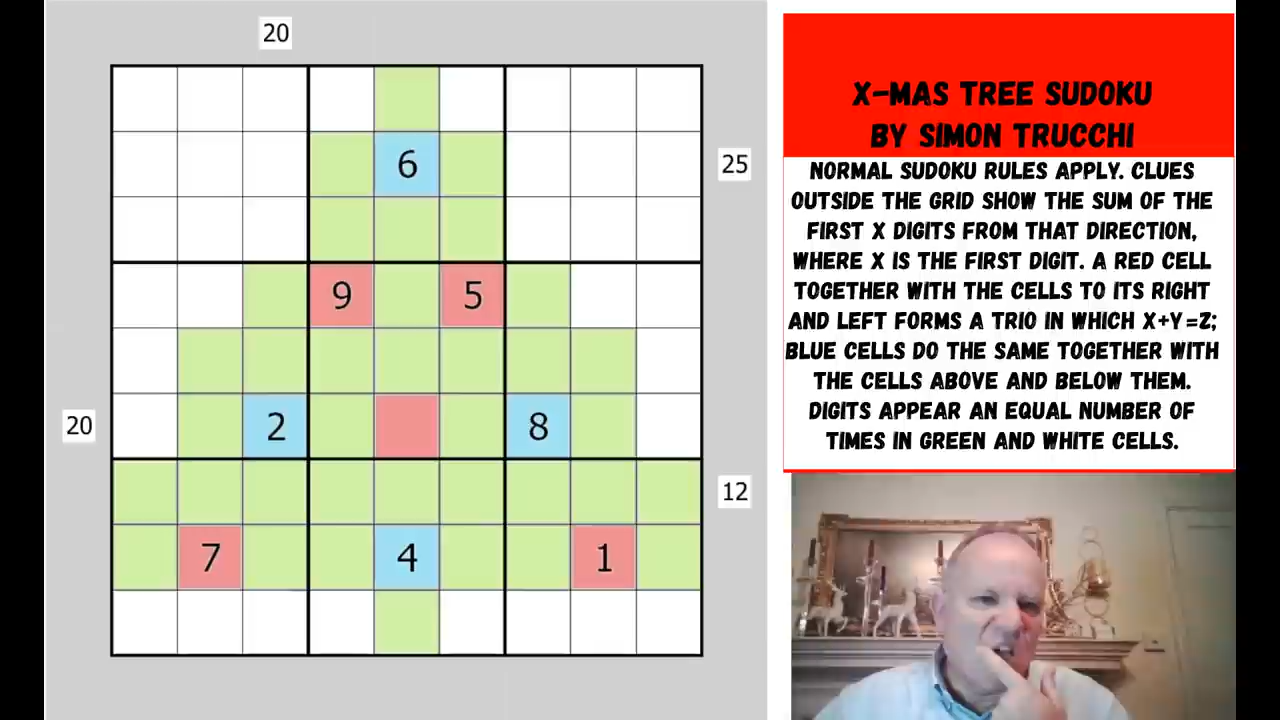 20
6
25
9 5
20 2 8
12
7 4 1
X-MAS TREE SUDOKU
BY SIMON TRUCCHI
NORMAL SUDOKU RULES APPLY. CLUES
OUTSIDE THE GRID SHOW THE SUM OF THE
FIRST X DIGITS FROM THAT DIRECTION,
WHERE X IS THE FIRST DIGIT. A RED CELL
TOGETHER WITH THE CELLS TO ITS RIGHT
AND LEFT FORMS A TRIO IN WHICH X+Y=Z;
BLUE CELLS DO THE SAME TOGETHER WITH
THE CELLS ABOVE AND BELOW THEM.
DIGITS APPEAR AN EQUAL NUMBER OF
TIMES IN GREEN AND WHITE CELLS.